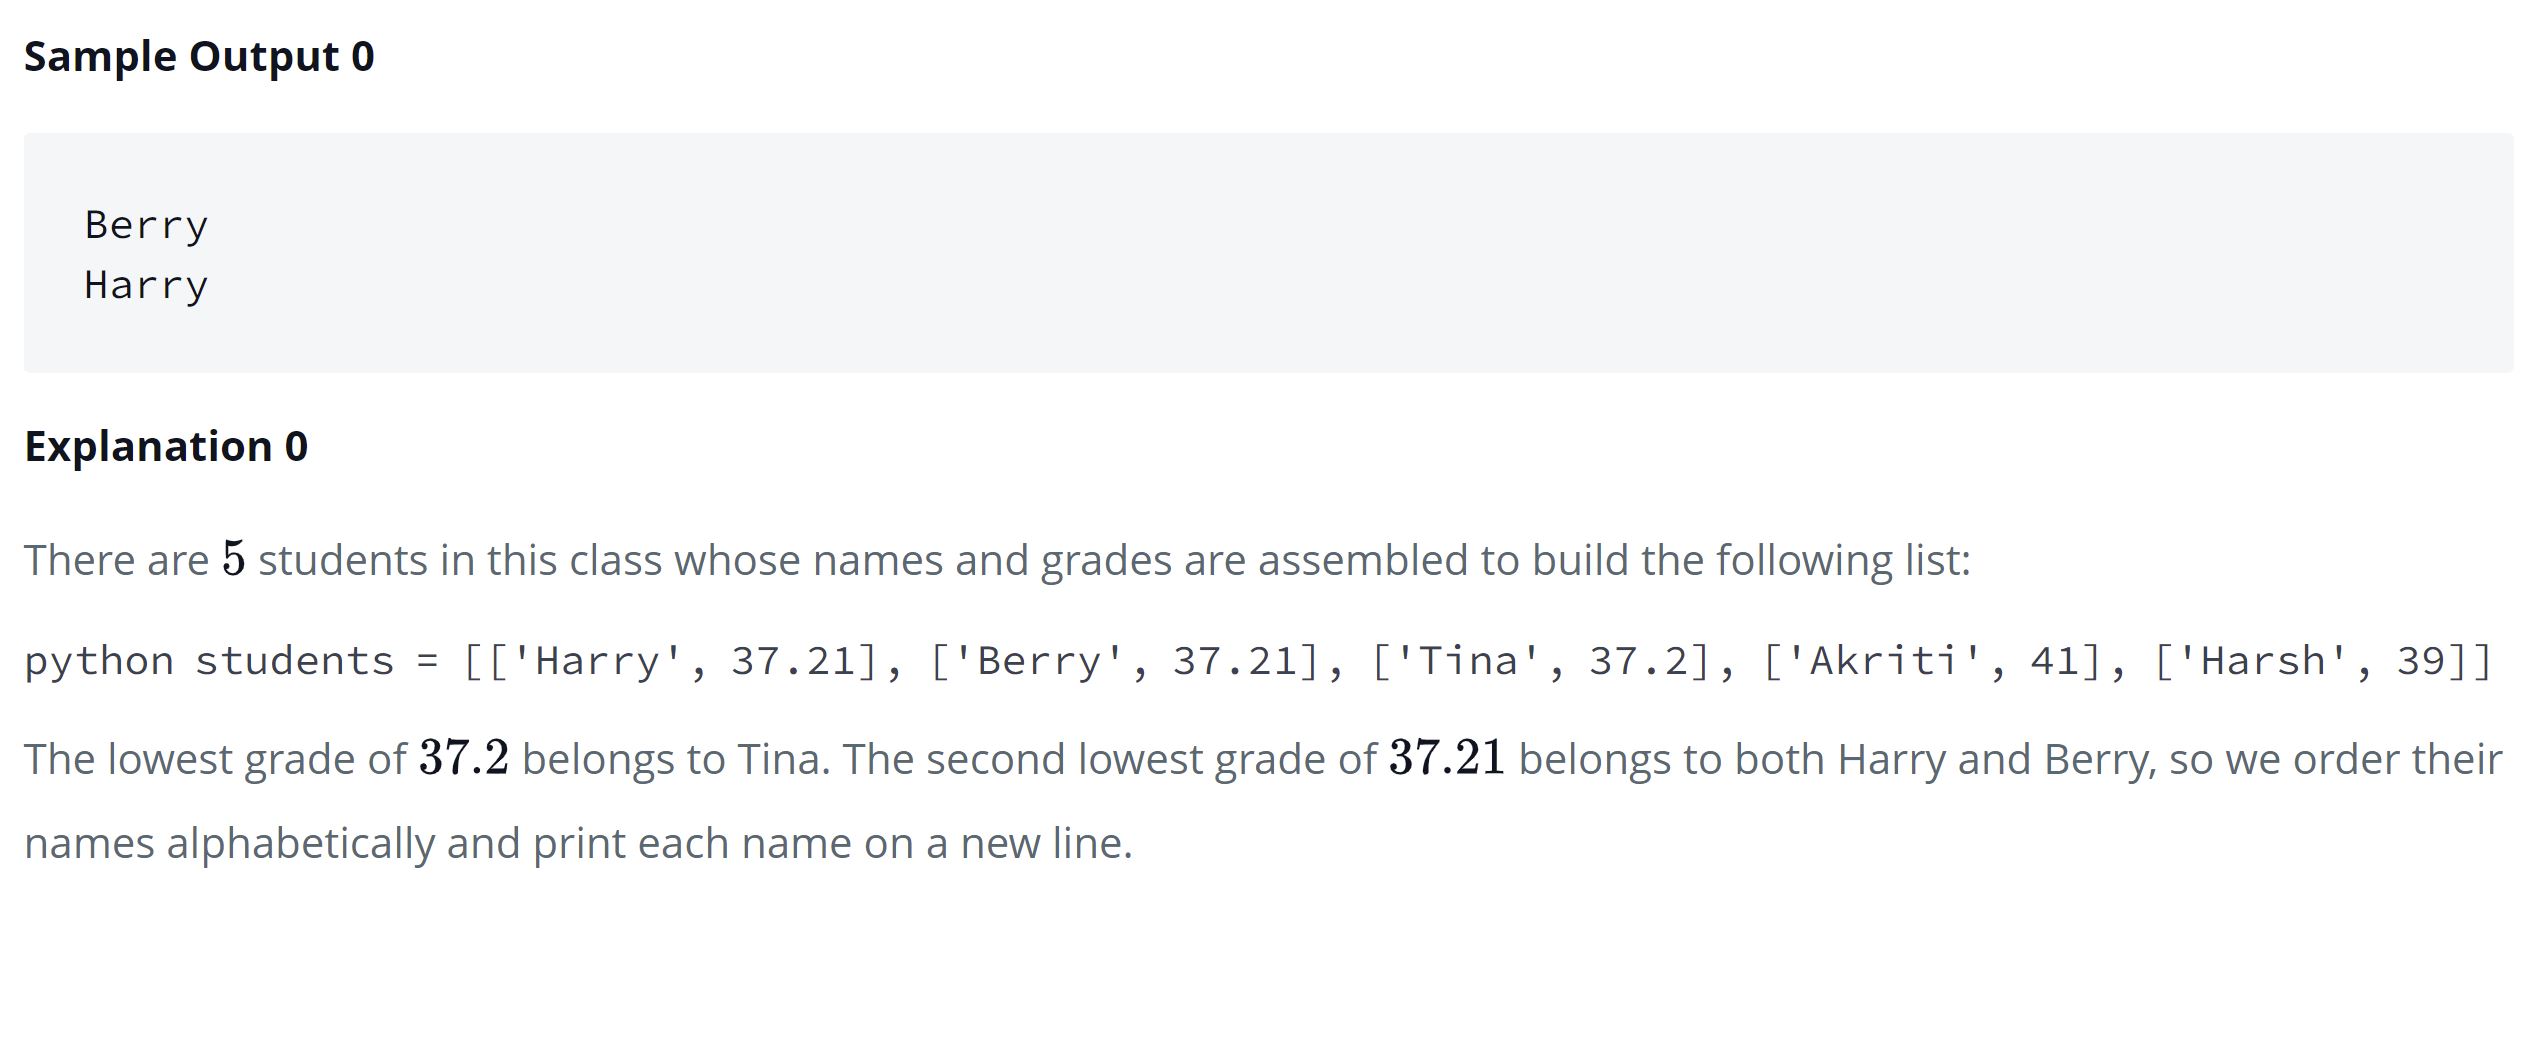 Sample Output 0
Berry
Harry
Explanation 0
There are 5 students in this class whose names and grades are assembled to build the following list:
python students = [['Harry', 37.21], ['Berry', 37.21], ['Tina', 37.2], ['Akriti', 41], ['Harsh', 39]]
The lowest grade of 37.2 belongs to Tina. The second lowest grade of 37.21 belongs to both Harry and Berry, so we order their
names alphabetically and print each name on a new line.